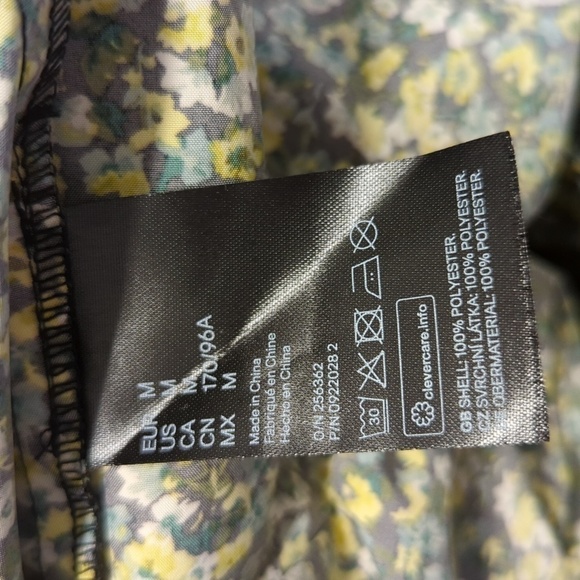 EUR M
US M
CA M
CN 170/96A
MX M
Made in China
Fabriqué en Chine
Hecho en China
O/N 256362
P/N:0922028 2
30
clevercare.info
GB SHELL: 100% POLYESTER.
CZ SVRCHNÍ LÁTKA: 100% POLYESTER.
DE OBERMATERIAL: 100% POLYESTER.